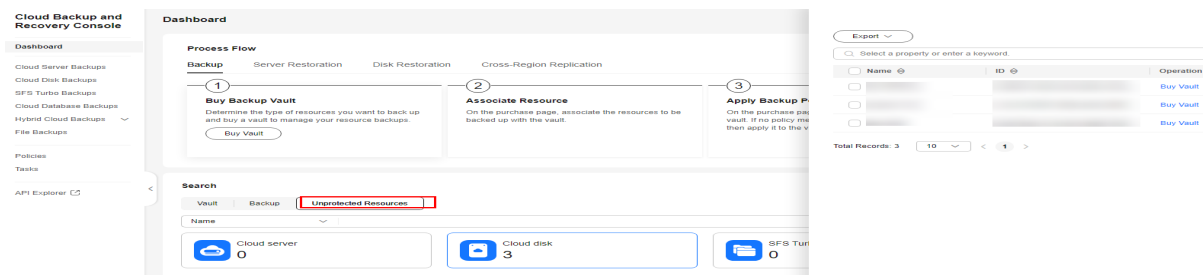 Cloud Backup and
Recovery Console
Dashboard
Cloud Server Backups
Cloud Disk Backups
SFS Turbo Backups
Cloud Database Backups
Hybrid Cloud Backups
File Backups
Policies
Tasks
API Explorer
<
Dashboard
Process Flow
Backup Server Restoration Disk Restoration Cross-Region Replication
1
Buy Backup Vault
Determine the type of resources you want to back up
and buy a vault to manage your resource backups.
Buy Vault
2
Associate Resource
On the purchase page, associate the resources to be
backed up with the vault.
3
Apply Backup P
On the purchase pag
vault. If no policy me
then apply it to the v
Search
Vault Backup Unprotected Resources
Name
Cloud server
0
Cloud disk
3
SFS Tur
0
Export
Select a property or enter a keyword.
Name ID Operation
Buy Vault
Buy Vault
Buy Vault
Total Records: 3 10 < 1 >